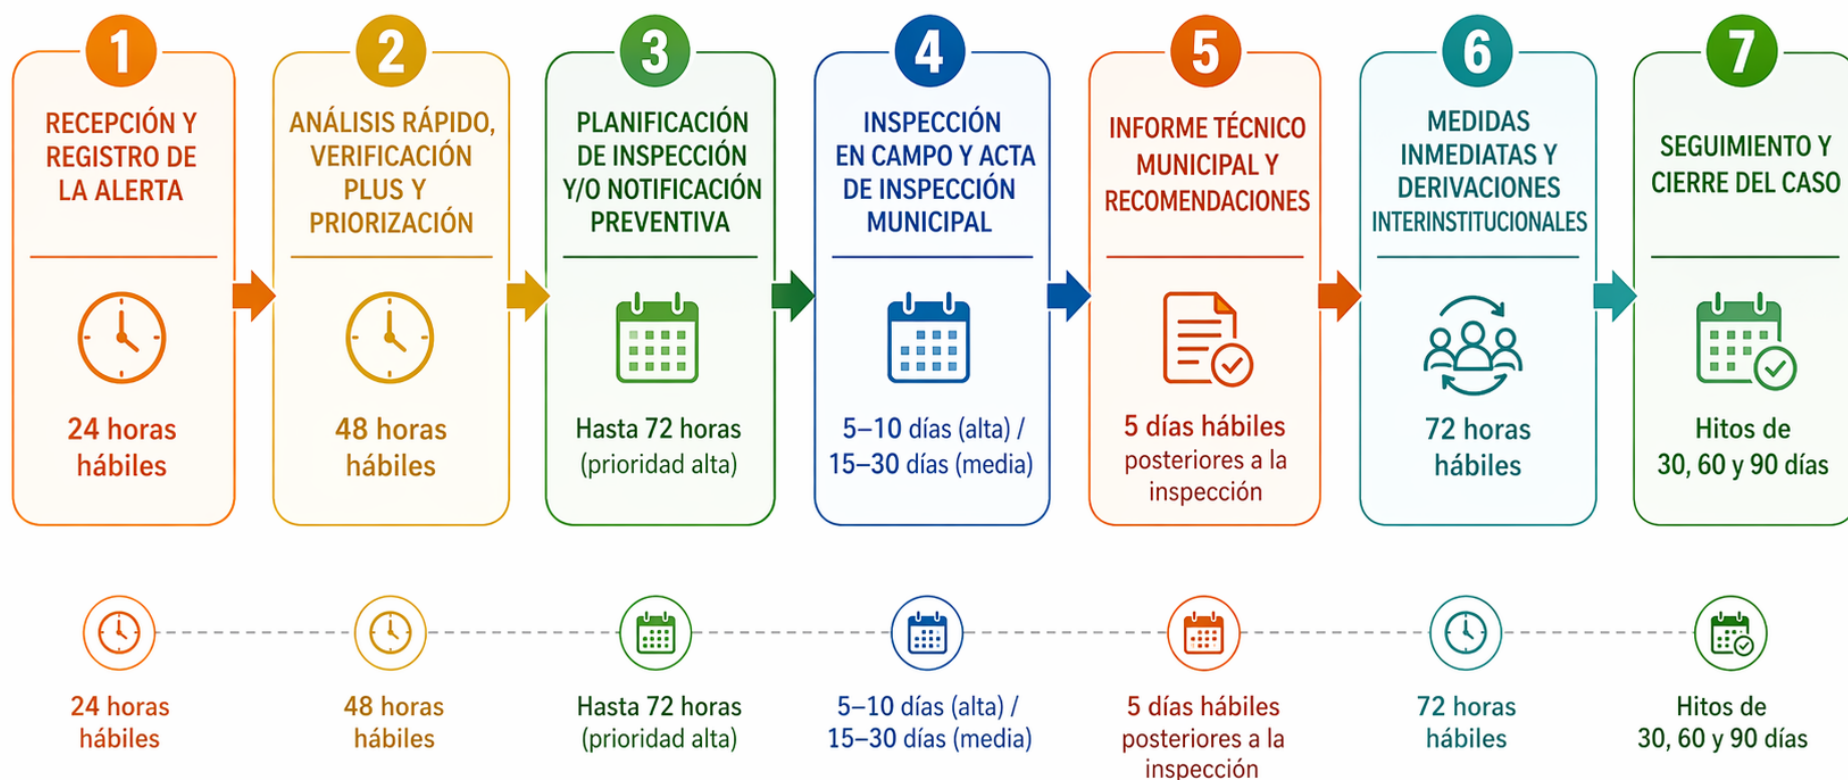 1
RECEPCIÓN Y
REGISTRO DE
LA ALERTA
24 horas
hábiles
2
ANÁLISIS RÁPIDO,
VERIFICACIÓN
PLUS Y
PRIORIZACIÓN
48 horas
hábiles
3
PLANIFICACIÓN
DE INSPECCIÓN
Y/O NOTIFICACIÓN
PREVENTIVA
Hasta 72 horas
(prioridad alta)
4
INSPECCIÓN
EN CAMPO Y ACTA
DE INSPECCIÓN
MUNICIPAL
5–10 días (alta) /
15–30 días (media)
5
INFORME TÉCNICO
MUNICIPAL Y
RECOMENDACIONES
5 días hábiles
posteriores a la
inspección
6
MEDIDAS
INMEDIATAS Y
DERIVACIONES
INTERINSTITUCIONALES
72 horas
hábiles
7
SEGUIMIENTO Y
CIERRE DEL CASO
Hitos de
30, 60 y 90 días
24 horas
hábiles
48 horas
hábiles
Hasta 72 horas
(prioridad alta)
5–10 días (alta) /
15–30 días (media)
5 días hábiles
posteriores a la
inspección
72 horas
hábiles
Hitos de
30, 60 y 90 días